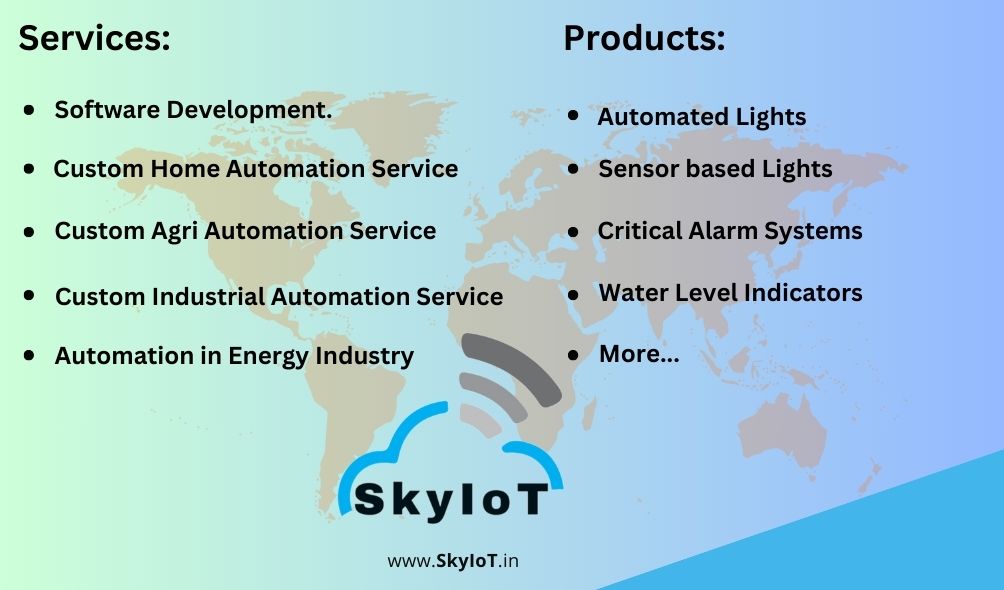 Services:
• Software Development.
• Custom Home Automation Service
• Custom Agri Automation Service
• Custom Industrial Automation Service
• Automation in Energy Industry
Products:
• Automated Lights
• Sensor based Lights
• Critical Alarm Systems
• Water Level Indicators
• More...
SkyIoT
www.SkyIoT.in